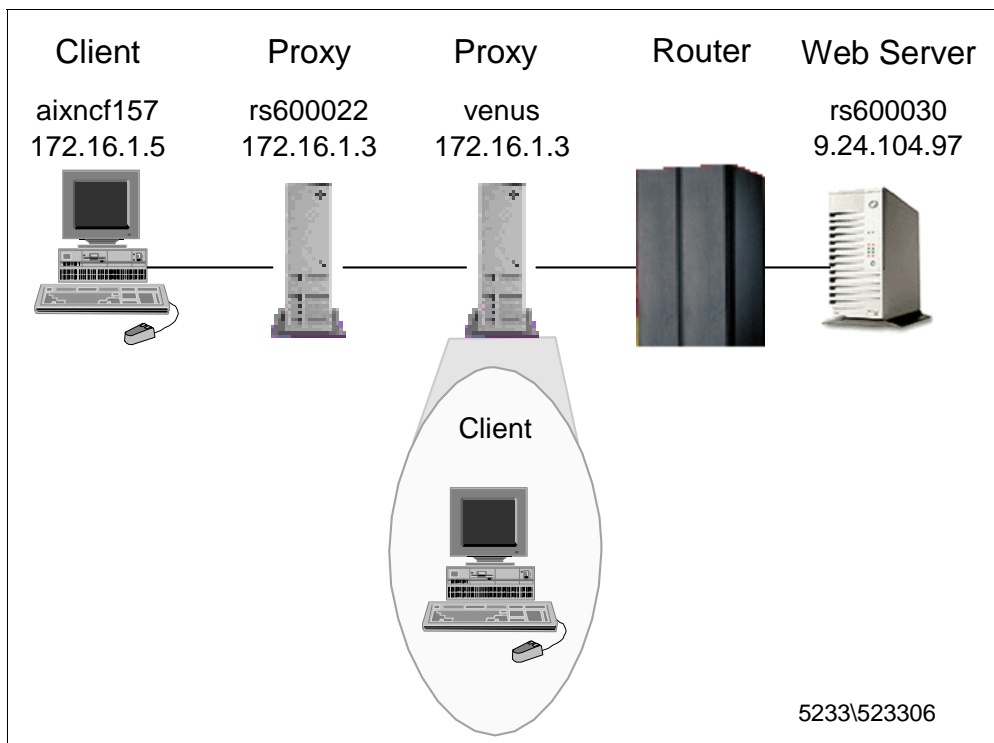 Client Proxy Proxy Router Web Server
aixncf157 rs600022 venus rs600030
172.16.1.5 172.16.1.3 172.16.1.3 9.24.104.97
Client
5233\523306